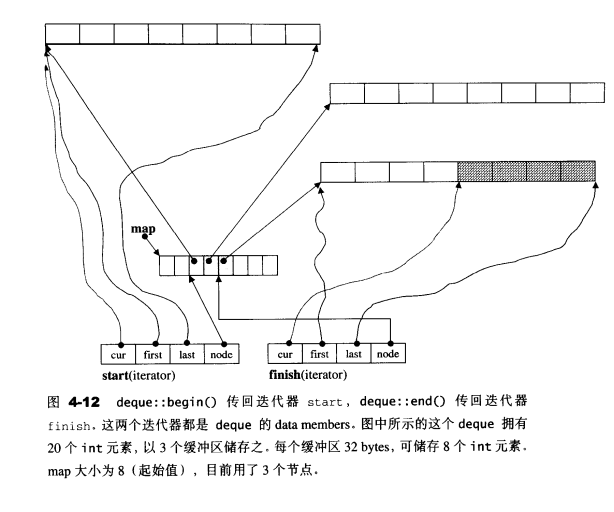 map
cur first last node
cur first last node
start(iterator)
finish(iterator)
图 4-12 deque::begin() 传回迭代器 start，deque::end() 传回迭代器
finish。这两个迭代器都是 deque 的 data members。图中所示的这个 deque 拥有
20 个 int 元素，以 3 个缓冲区储存之。每个缓冲区 32 bytes，可储存 8 个 int 元素。
map 大小为 8（起始值），目前用了 3 个节点。